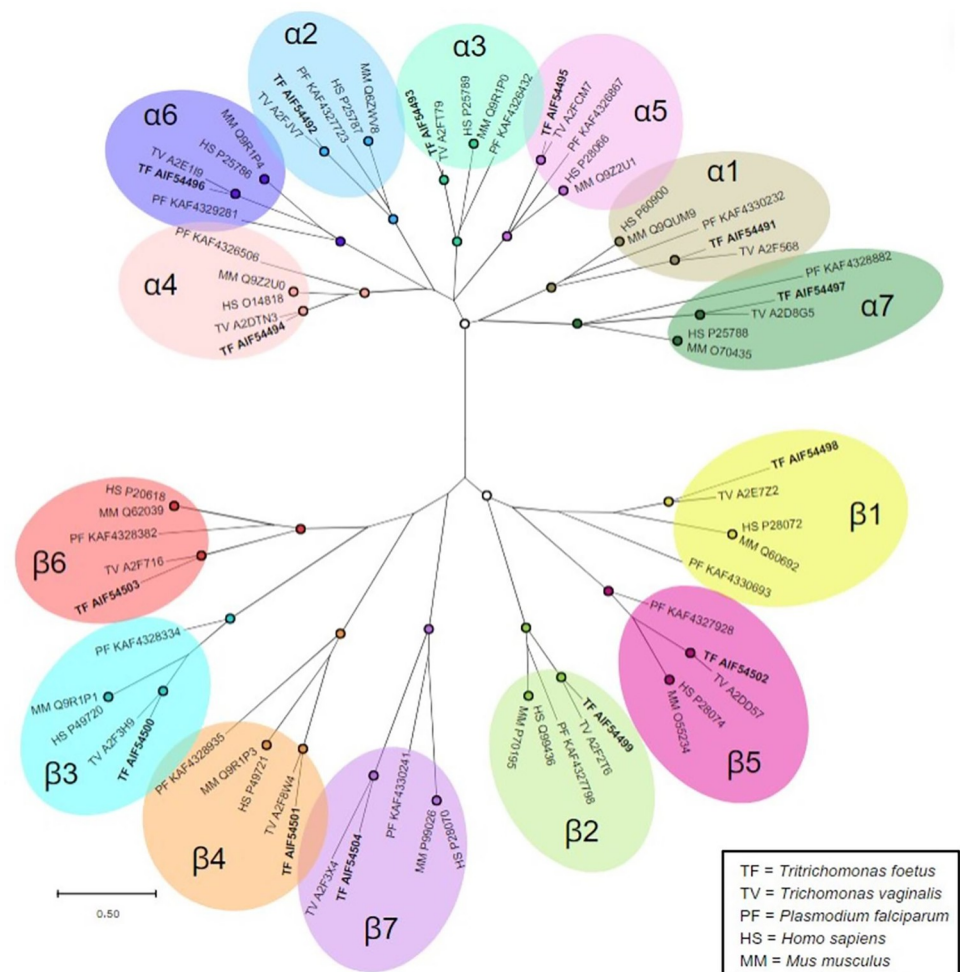 α2
PF KAF4327723
TF AIF54492
TV A2FJV7
HS P25787
MM Q6ZWV8
α3
TF AIF54493
TV A2FT79
HS P25789
MM Q9R1P0
PF KAF4326432
α5
TF AIF54495
TV A2FCM7
PF KAF4326867
HS P28066
MM Q9Z2U1
α6
MM Q9R1P4
HS P25786
TV A2E1I9
TF AIF54496
PF KAF4329281
α1
HS P60900
MM Q9QUM9
PF KAF4330232
TF AIF54491
TV A2F568
α4
PF KAF4326506
MM Q9Z2U0
HS O14818
TV A2DTN3
TF AIF54494
α7
PF KAF4328882
TF AIF54497
TV A2D8G5
HS P25788
MM O70435
β6
HS P20618
MM Q62039
PF KAF4328382
TV A2F716
TF AIF54503
β1
TF AIF54498
TV A2E7Z2
HS P28072
MM Q60692
PF KAF4330693
β3
PF KAF4328334
MM Q9R1P1
HS P49720
TV A2F3H9
TF AIF54500
β5
PF KAF4327928
TF AIF54502
TV A2DD57
HS P28074
MM O55234
β4
PF KAF4328935
MM Q9R1P3
HS P49721
TV A2F8W4
TF AIF54501
β7
TV A2F3X4
TF AIF54504
PF KAF4330241
MM P99026
HS P28070
β2
MM P70195
HS Q99436
PF KAF4327798
TV A2F2T6
TF AIF54499
0.50
TF = Tritrichomonas foetus
TV = Trichomonas vaginalis
PF = Plasmodium falciparum
HS = Homo sapiens
MM = Mus musculus